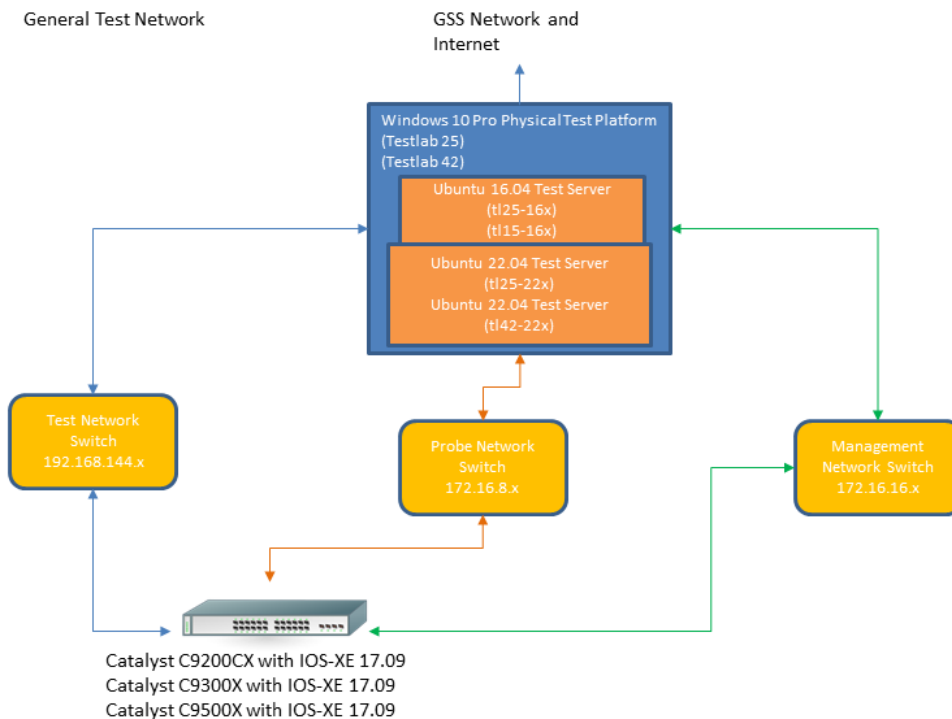 General Test Network
GSS Network and
Internet
Windows 10 Pro Physical Test Platform
(Testlab 25)
(Testlab 42)
Ubuntu 16.04 Test Server
(tl25-16x)
(tl15-16x)
Ubuntu 22.04 Test Server
(tl25-22x)
Ubuntu 22.04 Test Server
(tl42-22x)
Test Network
Switch
192.168.144.x
Probe Network
Switch
172.16.8.x
Management
Network Switch
172.16.16.x
Catalyst C9200CX with IOS-XE 17.09
Catalyst C9300X with IOS-XE 17.09
Catalyst C9500X with IOS-XE 17.09